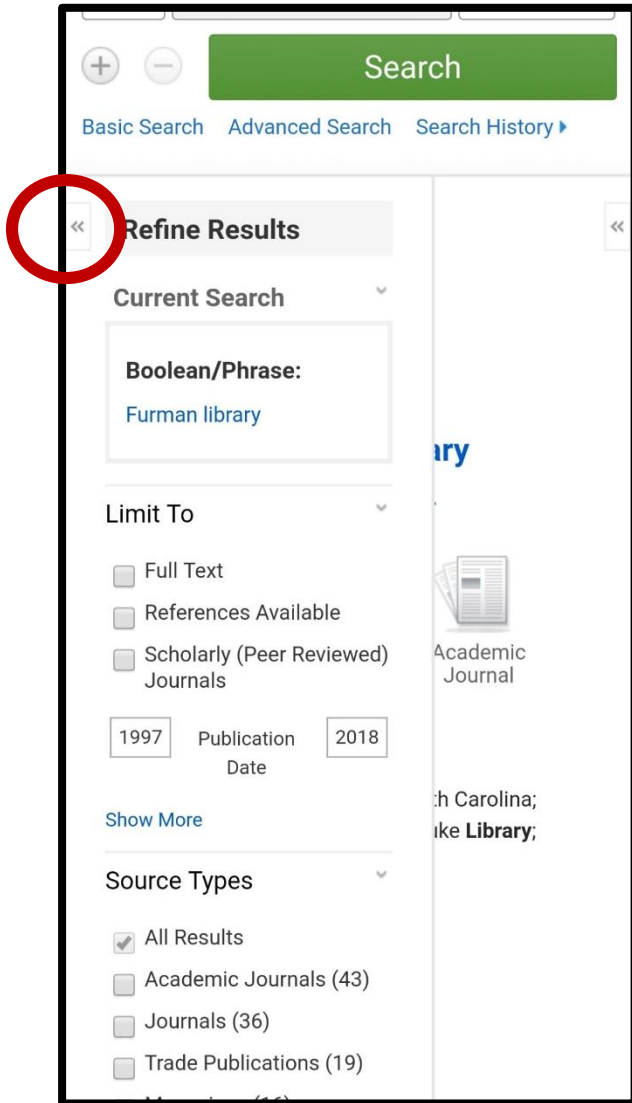 Search
Basic Search Advanced Search Search History
« Refine Results «
Current Search
Boolean/Phrase:
Furman library
ary
Limit To
Full Text
References Available
Scholarly (Peer Reviewed)
Journals
Academic
Journal
1997 Publication Date 2018
Show More
th Carolina;
uke Library;
Source Types
All Results
Academic Journals (43)
Journals (36)
Trade Publications (19)